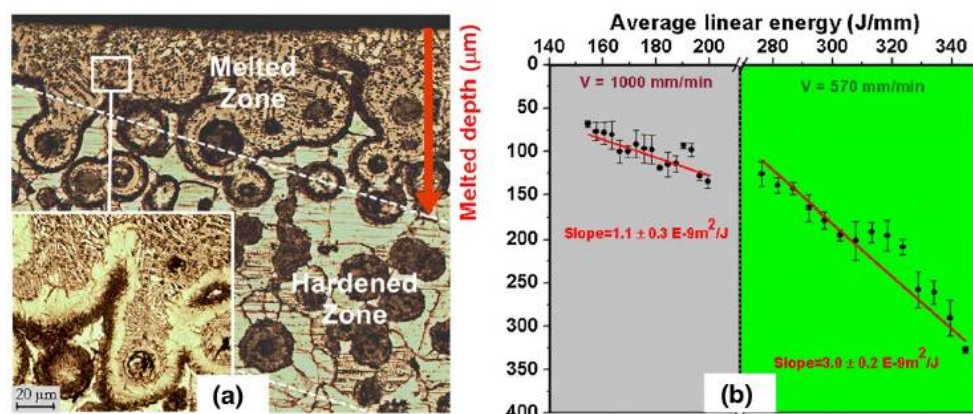 (a)
Melted
Zone
Melted depth (μm)
Hardened
Zone
20 μm
Average linear energy (J/mm)
140 160 180 200 280 300 320 340
0
50
100
150
200
250
300
350
400
V = 1000 mm/min
V = 570 mm/min
Slope=1.1 ± 0.3 E-9m²/J
Slope=3.0 ± 0.2 E-9m²/J
(b)